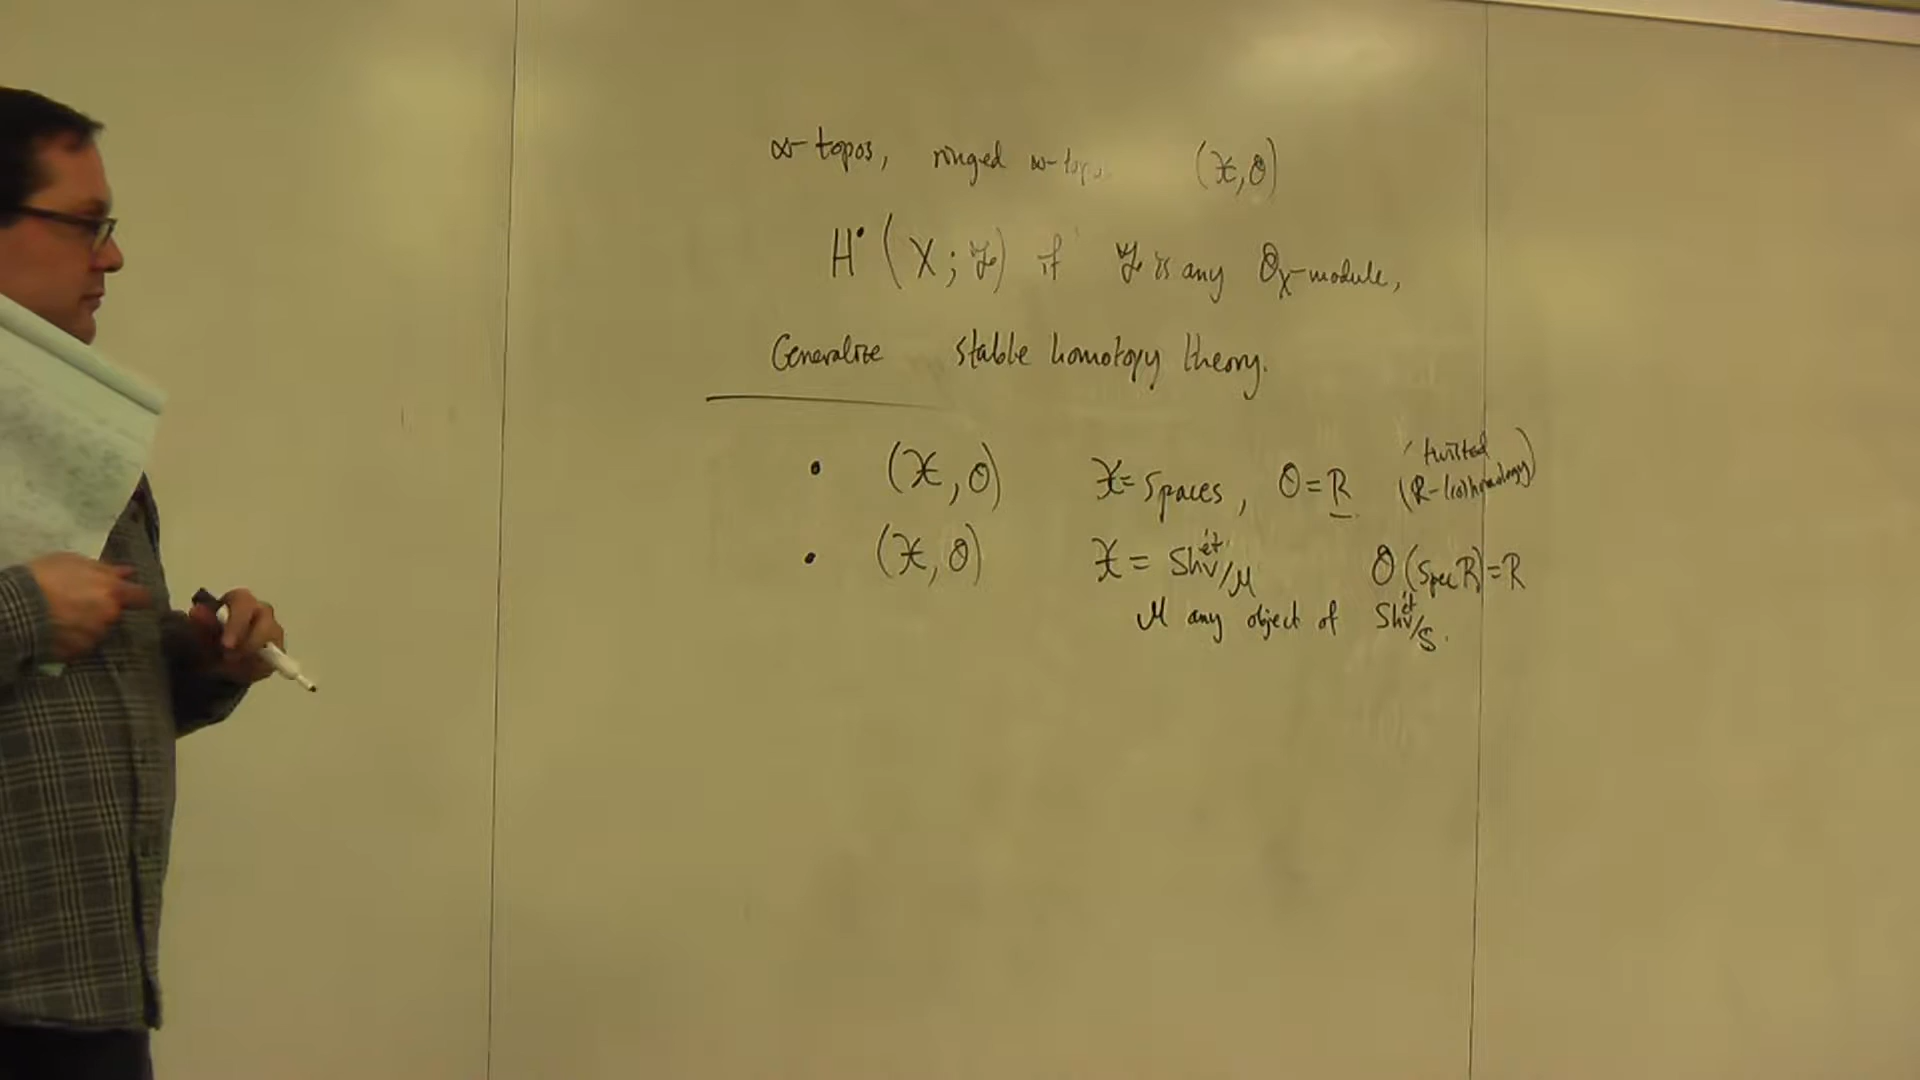 ∞-topos, ringed ∞-topos (𝒳, 𝒪)
H•(X; ℱ) if ℱ is any 𝒪_X-module,
Generalize stable homotopy theory.
• (𝒳, 𝒪) 𝒳 = Spaces, 𝒪 = R (twisted R-(co)homology)
• (𝒳, 𝒪) 𝒳 = Shv^ét/M 𝒪(Spec R) = R
M any object of Shv^ét/S.